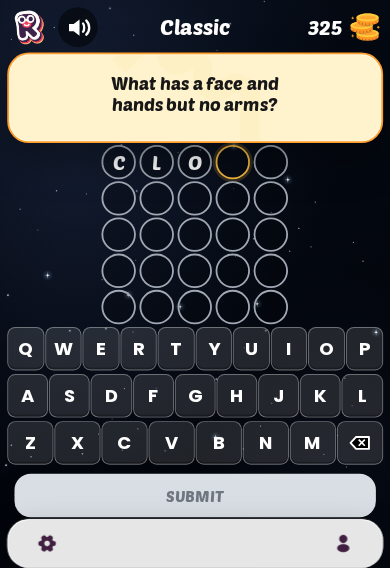 Classic
325
What has a face and
hands but no arms?
C L O
Q W E R T Y U I O P
A S D F G H J K L
Z X C V B N M
SUBMIT